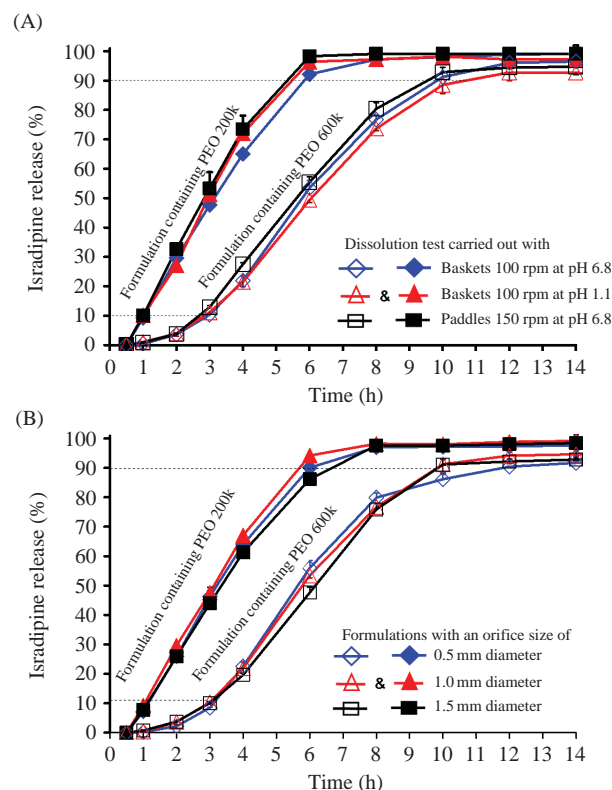 (A)
100
90
80
70
60
50
40
30
20
10
0
Isradipine release (%)
Formulation containing PEO 200k
Formulation containing PEO 600k
Dissolution test carried out with
Baskets 100 rpm at pH 6.8
& Baskets 100 rpm at pH 1.1
Paddles 150 rpm at pH 6.8
0 1 2 3 4 5 6 7 8 9 10 11 12 13 14
Time (h)
(B)
100
90
80
70
60
50
40
30
20
10
0
Isradipine release (%)
Formulation containing PEO 200k
Formulation containing PEO 600k
Formulations with an orifice size of
0.5 mm diameter
& 1.0 mm diameter
1.5 mm diameter
0 1 2 3 4 5 6 7 8 9 10 11 12 13 14
Time (h)